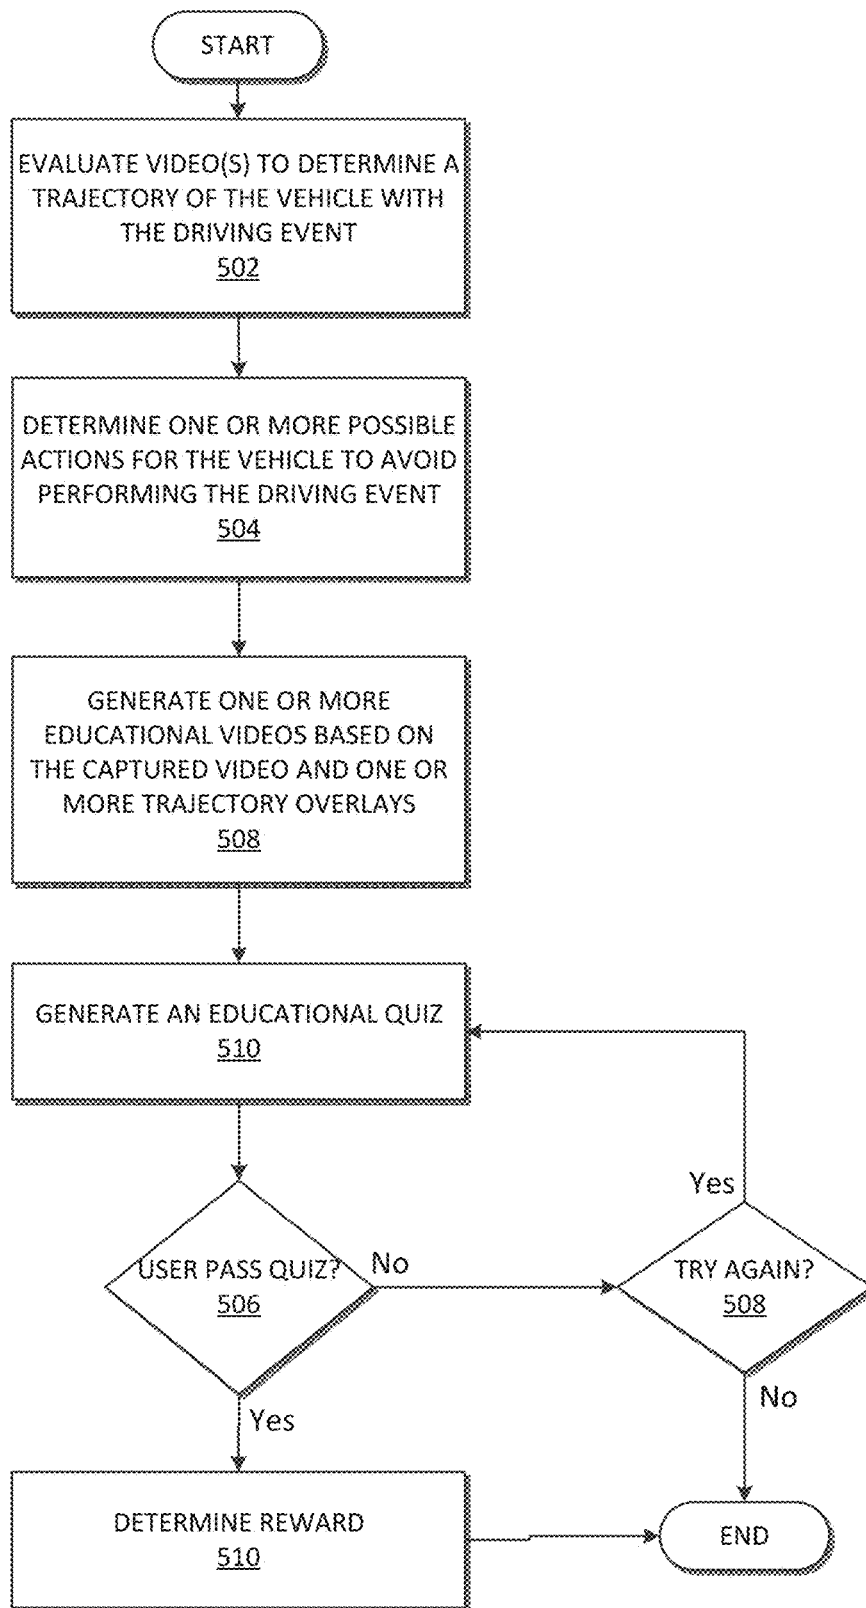 START
EVALUATE VIDEO(S) TO DETERMINE A
TRAJECTORY OF THE VEHICLE WITH
THE DRIVING EVENT
502
DETERMINE ONE OR MORE POSSIBLE
ACTIONS FOR THE VEHICLE TO AVOID
PERFORMING THE DRIVING EVENT
504
GENERATE ONE OR MORE
EDUCATIONAL VIDEOS BASED ON
THE CAPTURED VIDEO AND ONE OR
MORE TRAJECTORY OVERLAYS
508
GENERATE AN EDUCATIONAL QUIZ
510
USER PASS QUIZ?
506
No
Yes
TRY AGAIN?
508
Yes
No
DETERMINE REWARD
510
END